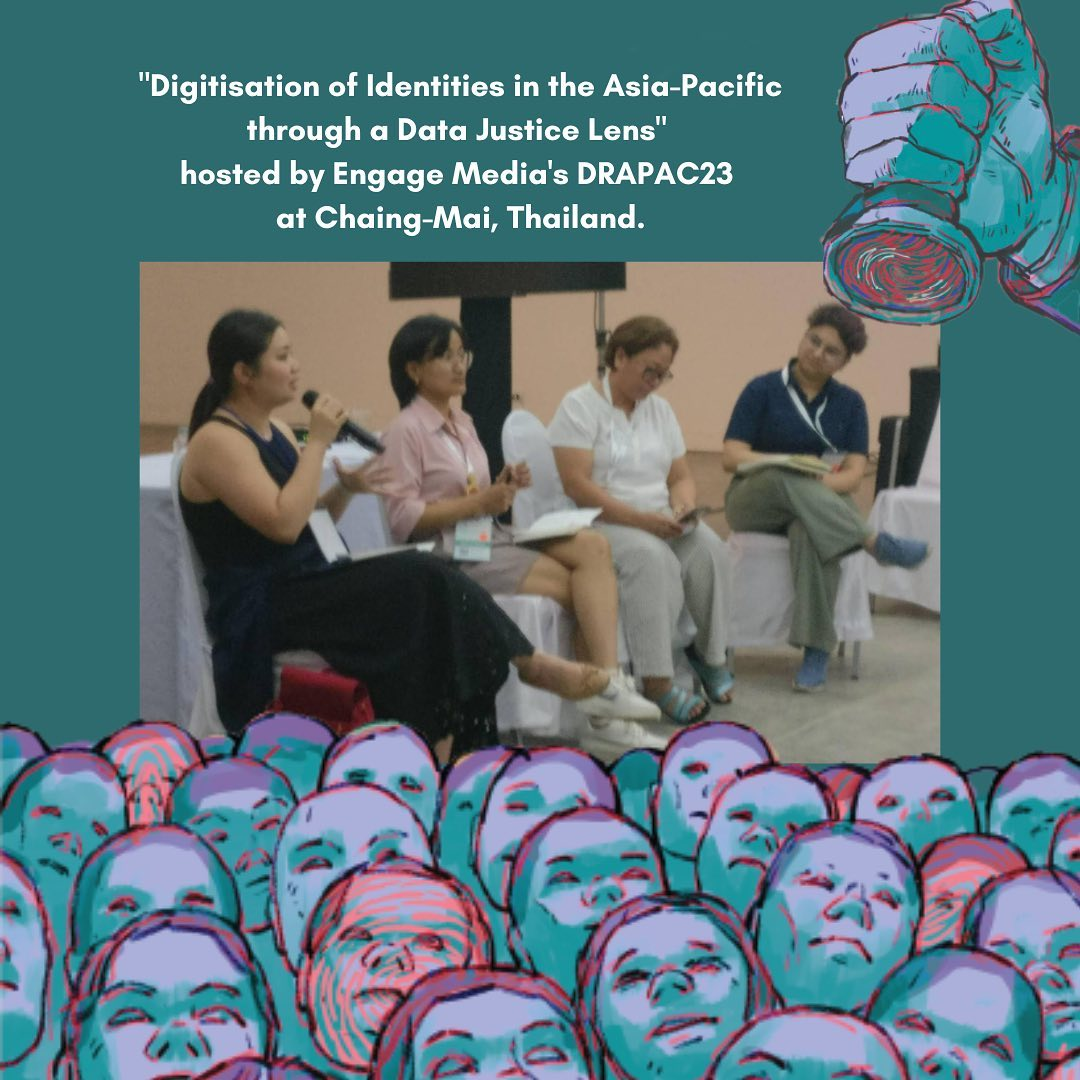 "Digitisation of Identities in the Asia-Pacific
through a Data Justice Lens"
hosted by Engage Media's DRAPAC23
at Chaing-Mai, Thailand.